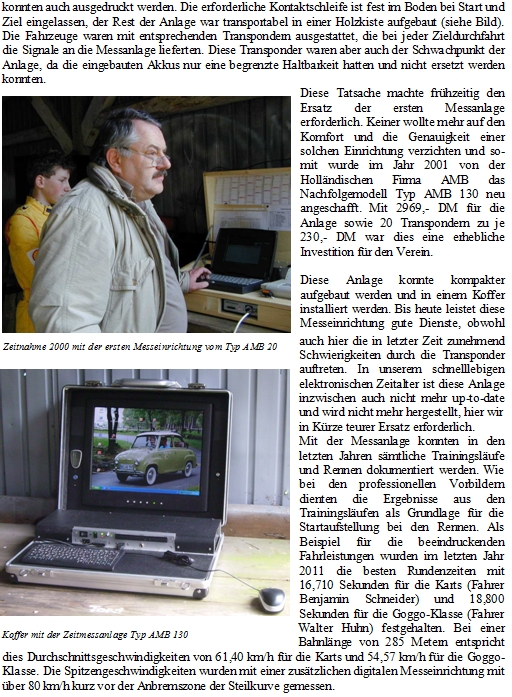 konnten auch ausgedruckt werden. Die erforderliche Kontaktschleife ist fest im Boden bei Start und
Ziel eingelassen, der Rest der Anlage war transportabel in einer Holzkiste aufgebaut (siehe Bild).
Die Fahrzeuge waren mit entsprechenden Transpondern ausgestattet, die bei jeder Zieldurchfahrt
die Signale an die Messanlage lieferten. Diese Transponder waren aber auch der Schwachpunkt der
Anlage, da die eingebauten Akkus nur eine begrenzte Haltbarkeit hatten und nicht ersetzt werden
konnten.
Diese Tatsache machte frühzeitig den
Ersatz der ersten Messanlage
erforderlich. Keiner wollte mehr auf den
Komfort und die Genauigkeit einer
solchen Einrichtung verzichten und so-
mit wurde im Jahr 2001 von der
Holländischen Firma AMB das
Nachfolgemodell Typ AMB 130 neu
angeschafft. Mit 2969,- DM für die
Anlage sowie 20 Transpondern zu je
230,- DM war dies eine erhebliche
Investition für den Verein.
Diese Anlage konnte kompakter
aufgebaut werden und in einem Koffer
installiert werden. Bis heute leistet diese
Messeinrichtung gute Dienste, obwohl
auch hier die in letzter Zeit zunehmend
Schwierigkeiten durch die Transponder
auftreten. In unserem schnelllebigen
elektronischen Zeitalter ist diese Anlage
inzwischen auch nicht mehr up-to-date
und wird nicht mehr hergestellt, hier wir
in Kürze teurer Ersatz erforderlich.
Mit der Messanlage konnten in den
letzten Jahren sämtliche Trainingsläufe
und Rennen dokumentiert werden. Wie
bei den professionellen Vorbildern
dienten die Ergebnisse aus den
Trainingsläufen als Grundlage für die
Startaufstellung bei den Rennen. Als
Beispiel für die beeindruckenden
Fahrleistungen wurden im letzten Jahr
2011 die besten Rundenzeiten mit
16,710 Sekunden für die Karts (Fahrer
Benjamin Schneider) und 18,800
Sekunden für die Goggo-Klasse (Fahrer
Walter Huhn) festgehalten. Bei einer
Bahnlänge von 285 Metern entspricht
dies Durchschnittsgeschwindigkeiten von 61,40 km/h für die Karts und 54,57 km/h für die Goggo-
Klasse. Die Spitzengeschwindigkeiten wurden mit einer zusätzlichen digitalen Messeinrichtung mit
über 80 km/h kurz vor der Anbremszone der Steilkurve gemessen.
Zeitnahme 2000 mit der ersten Messeinrichtung vom Typ AMB 20
Koffer mit der Zeitmessanlage Typ AMB 130